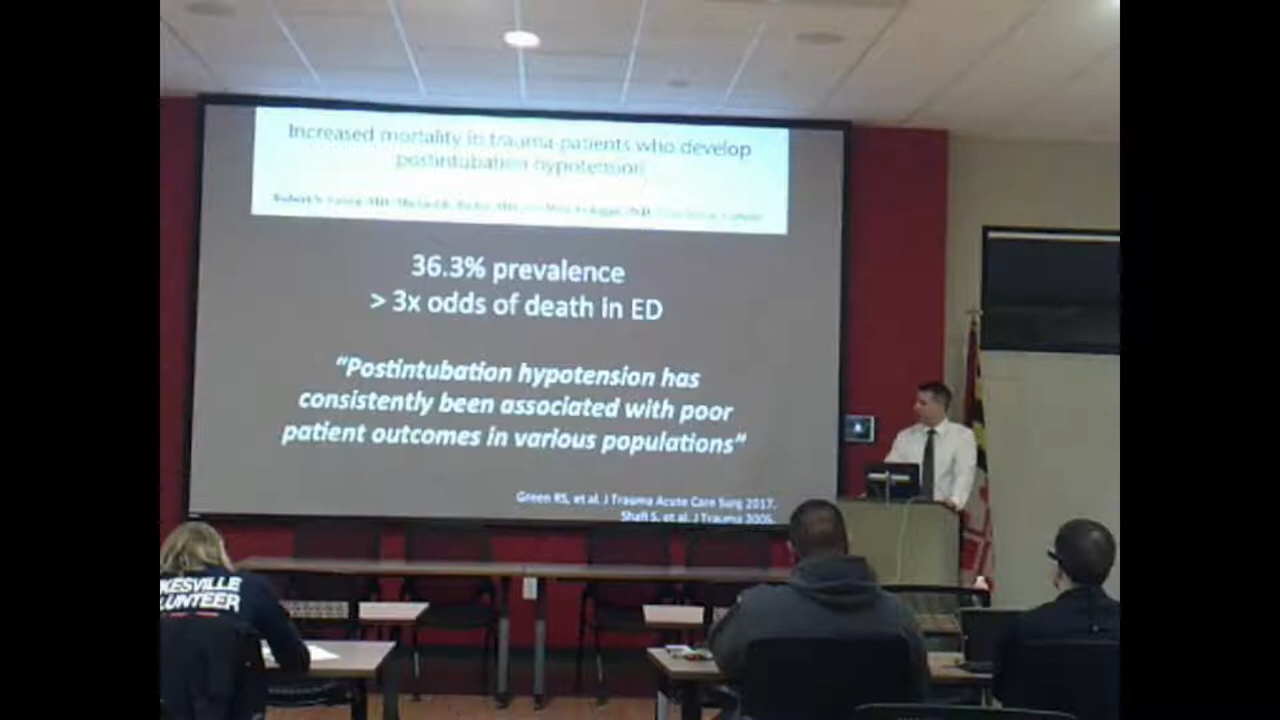 Increased mortality in trauma patients who develop
postintubation hypotension
36.3% prevalence
> 3x odds of death in ED
"Postintubation hypotension has
consistently been associated with poor
patient outcomes in various populations"
Green RS, et al. J Trauma Acute Care Surg 2017.
Shafi S, et al. J Trauma 2005.
KESVILLE
LUNTEER